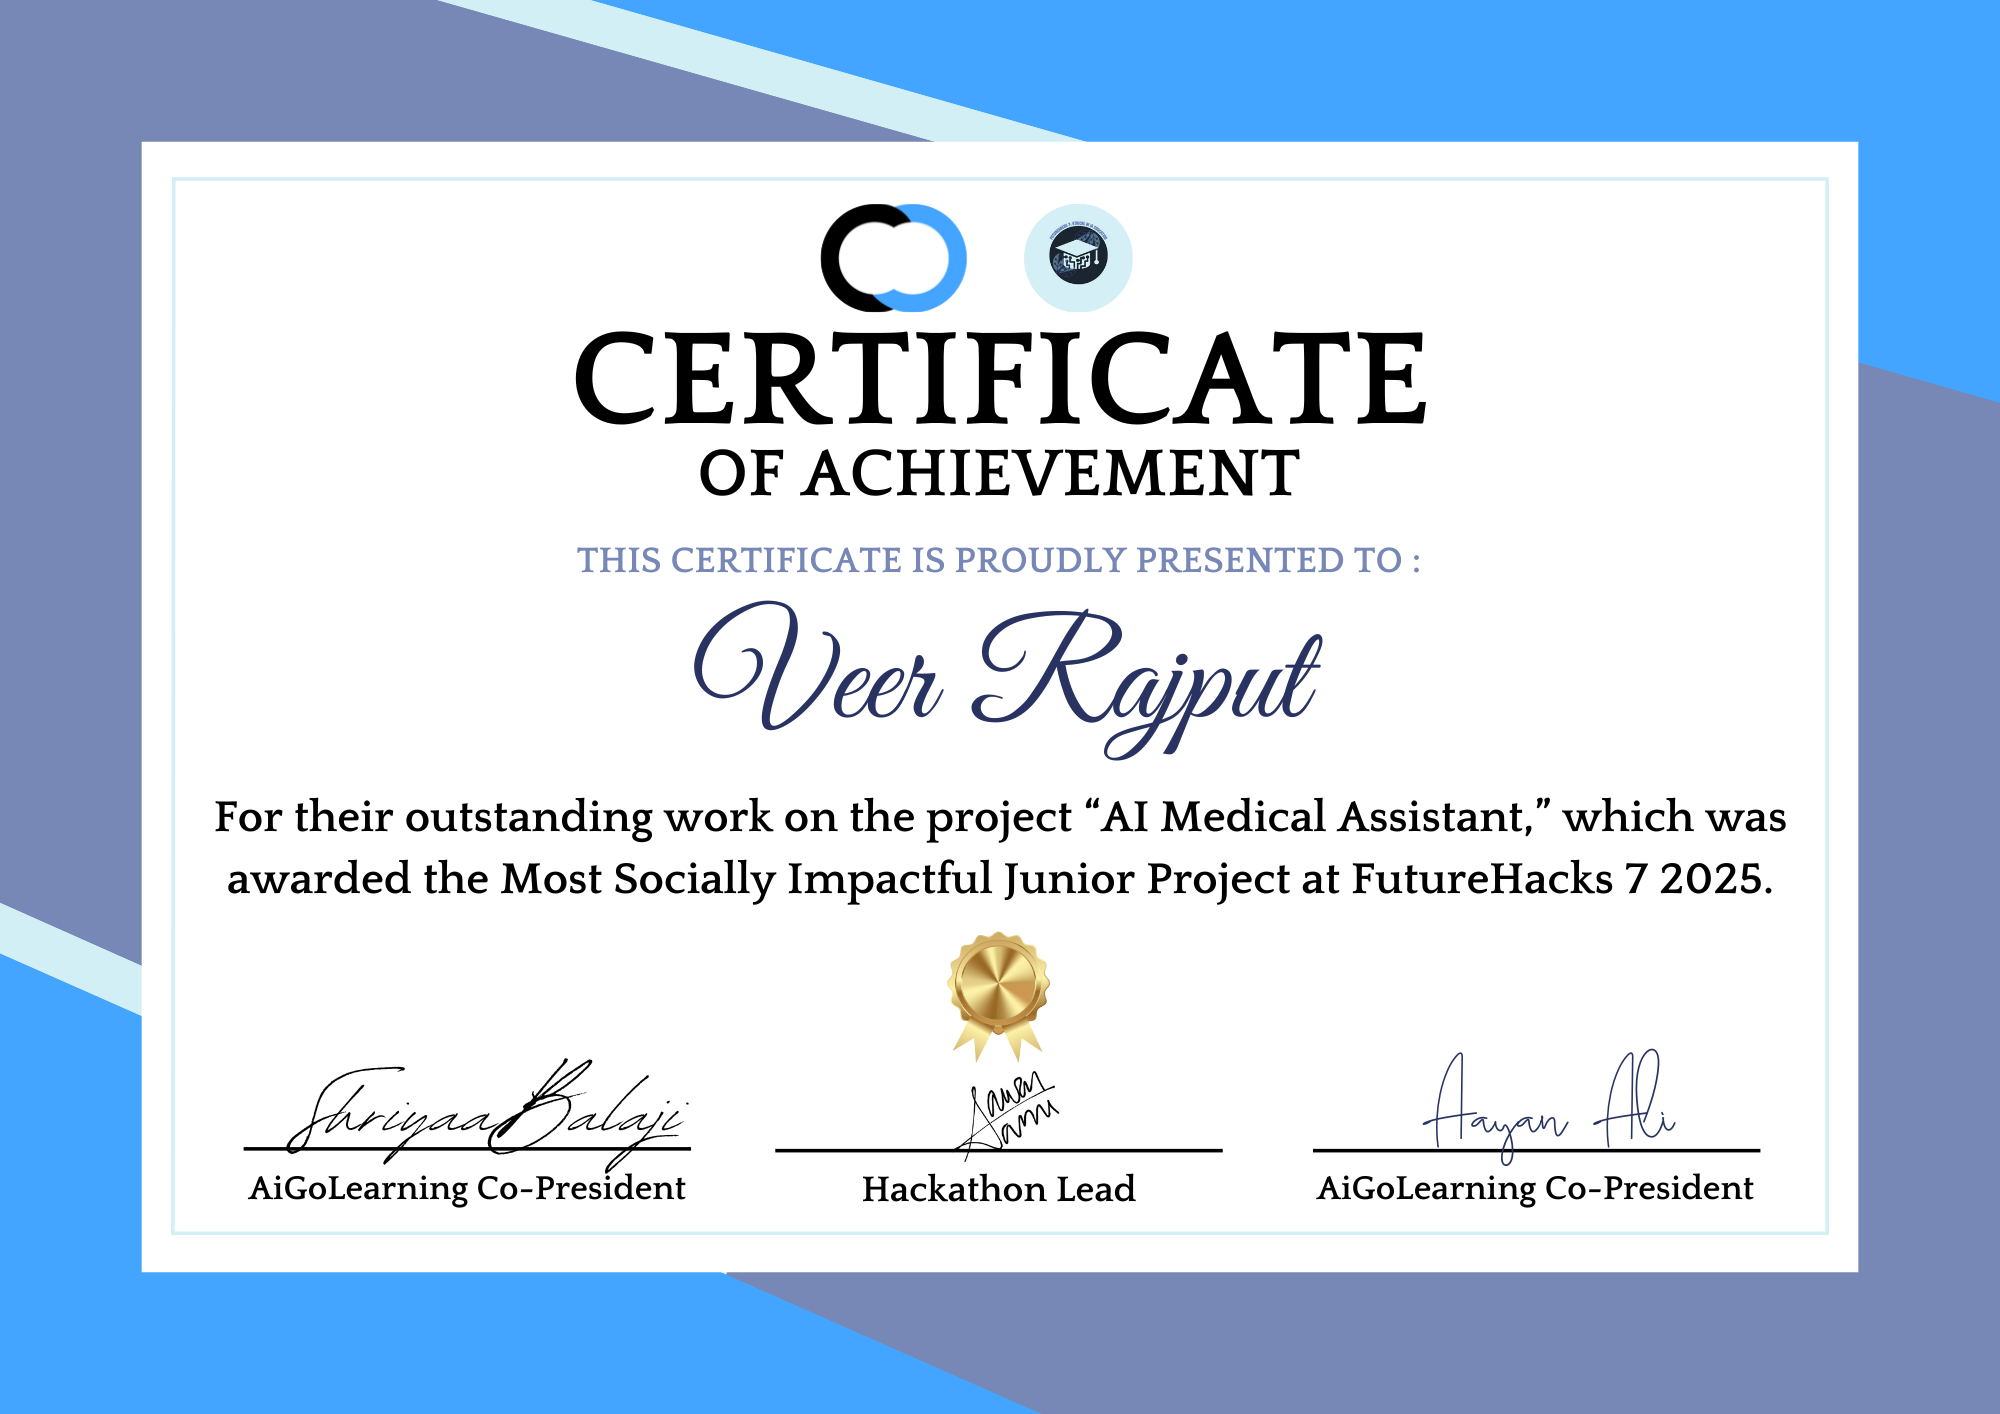 CERTIFICATE
OF ACHIEVEMENT
THIS CERTIFICATE IS PROUDLY PRESENTED TO :
Veer Rajput
For their outstanding work on the project “AI Medical Assistant,” which was
awarded the Most Socially Impactful Junior Project at FutureHacks 7 2025.
Shriyaa Balaji
AiGoLearning Co-President
Hackathon Lead
Aayan Ali
AiGoLearning Co-President